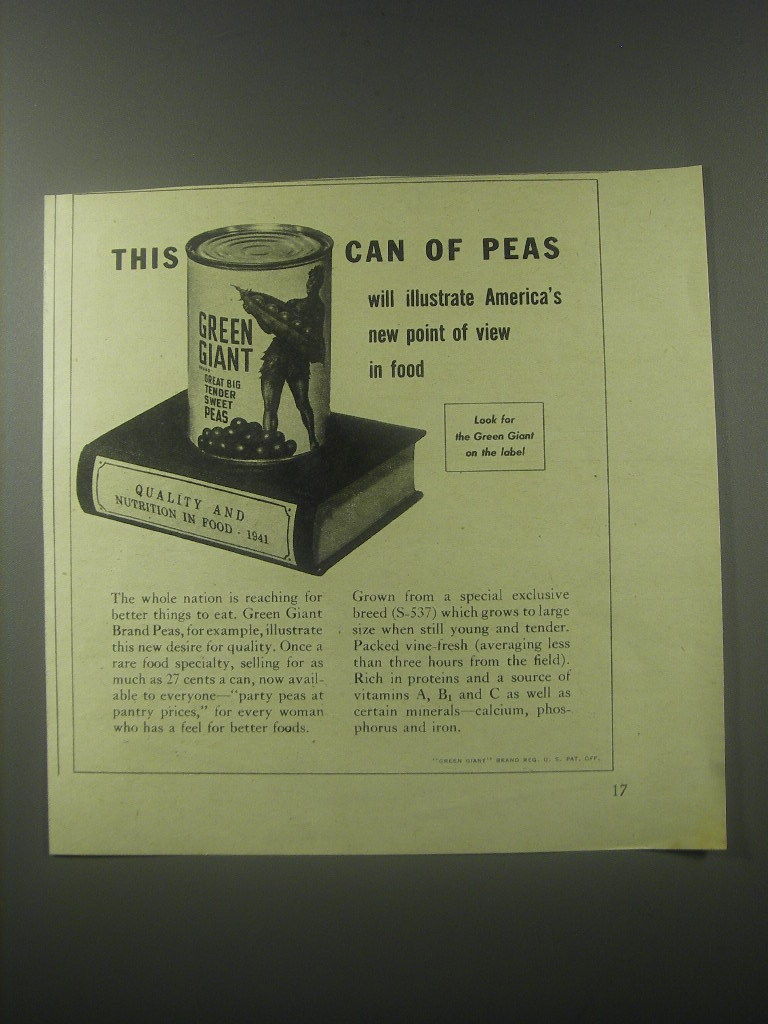 THIS CAN OF PEAS
will illustrate America's
new point of view
in food
GREEN
GIANT
BRAND
GREAT BIG
TENDER
SWEET
PEAS
Look for
the Green Giant
on the label
QUALITY AND
NUTRITION IN FOOD · 1941
The whole nation is reaching for
better things to eat. Green Giant
Brand Peas, for example, illustrate
this new desire for quality. Once a
rare food specialty, selling for as
much as 27 cents a can, now avail-
able to everyone—"party peas at
pantry prices," for every woman
who has a feel for better foods.
Grown from a special exclusive
breed (S-537) which grows to large
size when still young and tender.
Packed vine-fresh (averaging less
than three hours from the field).
Rich in proteins and a source of
vitamins A, B₁ and C as well as
certain minerals—calcium, phos-
phorus and iron.
"GREEN GIANT" BRAND REG. U. S. PAT. OFF.
17